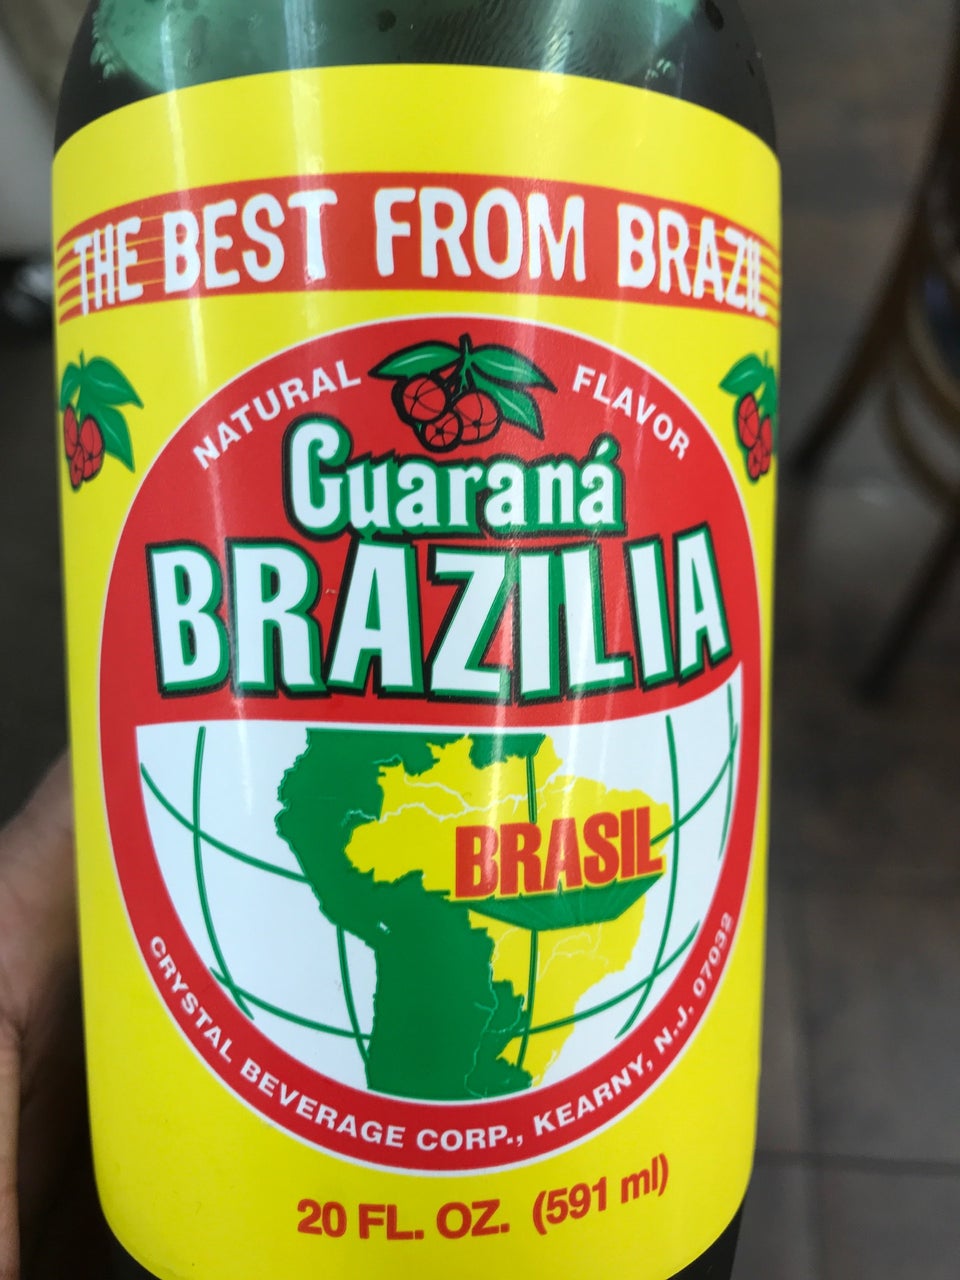 THE BEST FROM BRAZIL
NATURAL FLAVOR
Guaraná
BRAZILIA
BRASIL
CRYSTAL BEVERAGE CORP., KEARNY, N.J. 07032
20 FL. OZ. (591 ml)